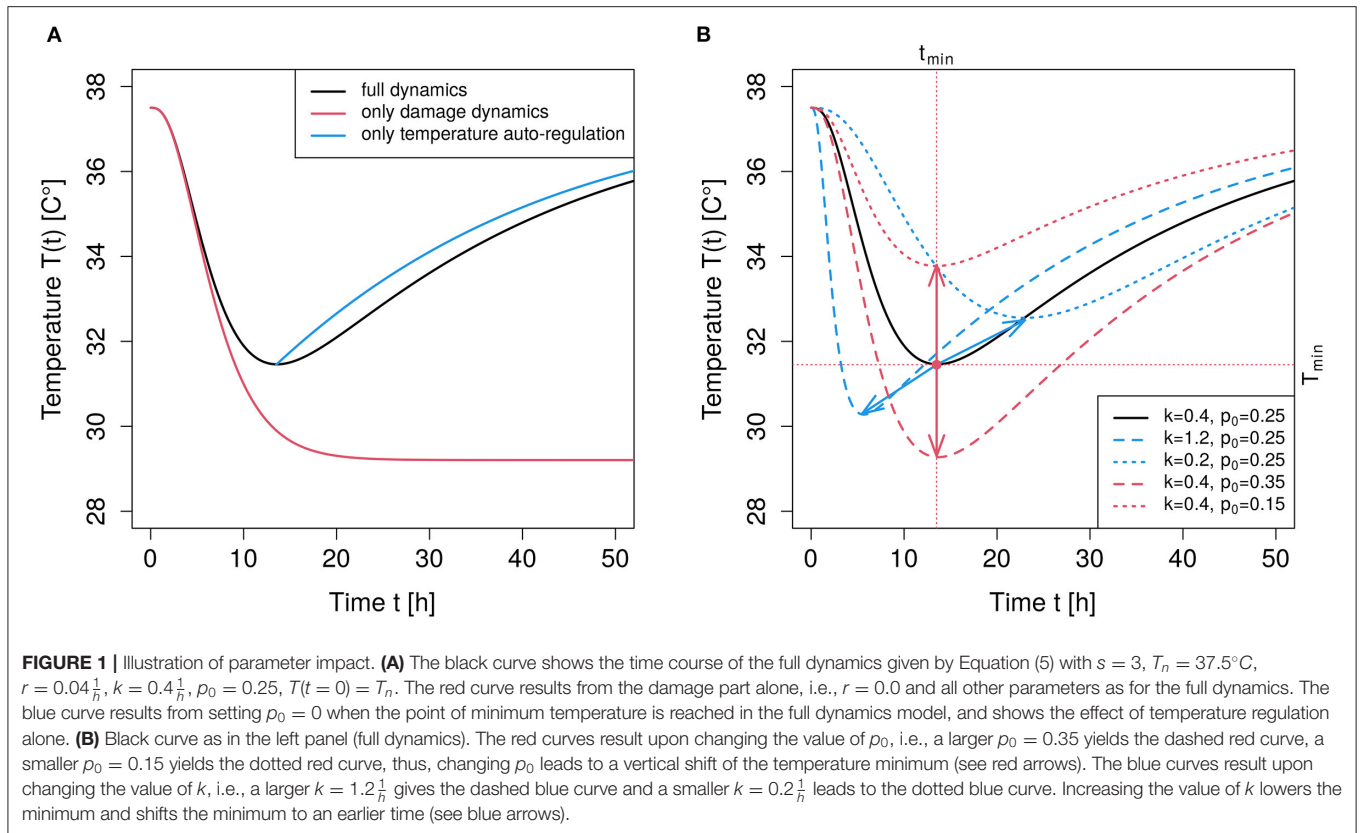 A
Temperature T(t) [C°]
38
36
34
32
30
28
full dynamics
only damage dynamics
only temperature auto-regulation
0 10 20 30 40 50
Time t [h]
B
t_min
Temperature T(t) [C°]
38
36
34
32
30
28
T_min
k=0.4, p₀=0.25
k=1.2, p₀=0.25
k=0.2, p₀=0.25
k=0.4, p₀=0.35
k=0.4, p₀=0.15
0 10 20 30 40 50
Time t [h]
FIGURE 1 | Illustration of parameter impact. (A) The black curve shows the time course of the full dynamics given by Equation (5) with s = 3, Tₙ = 37.5°C,
r = 0.04 1/h, k = 0.4 1/h, p₀ = 0.25, T(t = 0) = Tₙ. The red curve results from the damage part alone, i.e., r = 0.0 and all other parameters as for the full dynamics. The
blue curve results from setting p₀ = 0 when the point of minimum temperature is reached in the full dynamics model, and shows the effect of temperature regulation
alone. (B) Black curve as in the left panel (full dynamics). The red curves result upon changing the value of p₀, i.e., a larger p₀ = 0.35 yields the dashed red curve, a
smaller p₀ = 0.15 yields the dotted red curve, thus, changing p₀ leads to a vertical shift of the temperature minimum (see red arrows). The blue curves result upon
changing the value of k, i.e., a larger k = 1.2 1/h gives the dashed blue curve and a smaller k = 0.2 1/h leads to the dotted blue curve. Increasing the value of k lowers the
minimum and shifts the minimum to an earlier time (see blue arrows).